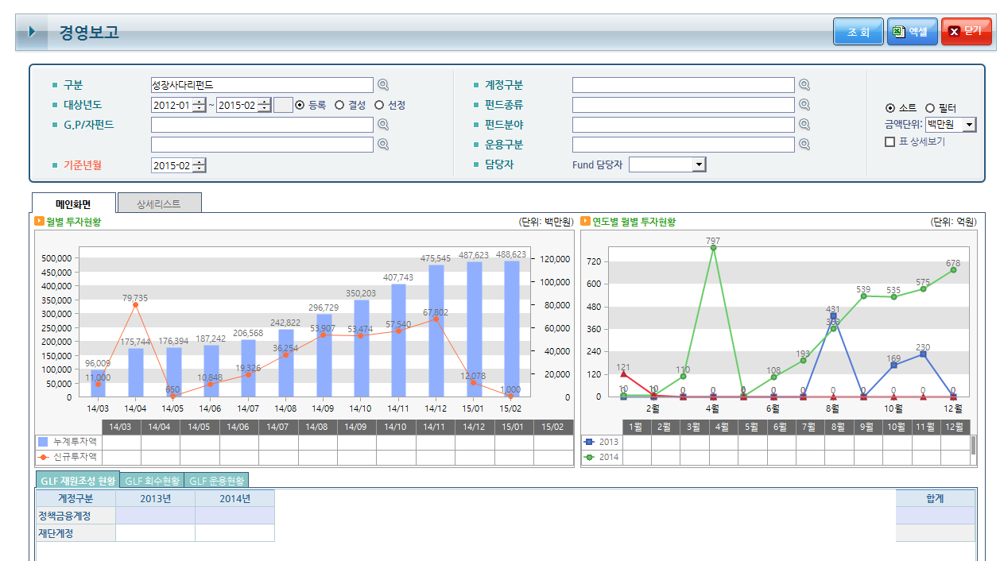 경영보고
조 회
엑셀
닫기
구분 성장사다리펀드
계정구분
대상년도 2012-01 ~ 2015-02 등록 결성 선정
펀드종류
소트 필터
G.P/자펀드
펀드분야
금액단위: 백만원
운용구분
표 상세보기
기준년월 2015-02
담당자 Fund 담당자
메인화면 상세리스트
월별 투자현황 (단위: 백만원)
500,000
450,000
400,000
350,000
300,000
250,000
200,000
150,000
100,000
50,000
0
96,009 175,744 176,394 187,242 206,568 242,822 296,729 350,203 407,743 475,545 487,623 488,623
11,000 79,735 650 10,848 19,326 36,254 53,907 53,474 57,540 67,802 12,078 1,000
120,000
100,000
80,000
60,000
40,000
20,000
0
14/03 14/04 14/05 14/06 14/07 14/08 14/09 14/10 14/11 14/12 15/01 15/02
14/03 14/04 14/05 14/06 14/07 14/08 14/09 14/10 14/11 14/12 15/01 15/02
누계투자액
신규투자액
연도별 월별 투자현황 (단위: 억원)
720
600
480
360
240
120
0
797
678
575
539 535
431
193
169
230
121
110
108
10 10
0 0 0 0 0 0 0 0 0
2월 4월 6월 8월 10월 12월
1월 2월 3월 4월 5월 6월 7월 8월 9월 10월 11월 12월
2013
2014
GLF 재원조성 현황 GLF 회수현황 GLF 운용현황
계정구분 2013년 2014년 합계
정책금융계정
재단계정